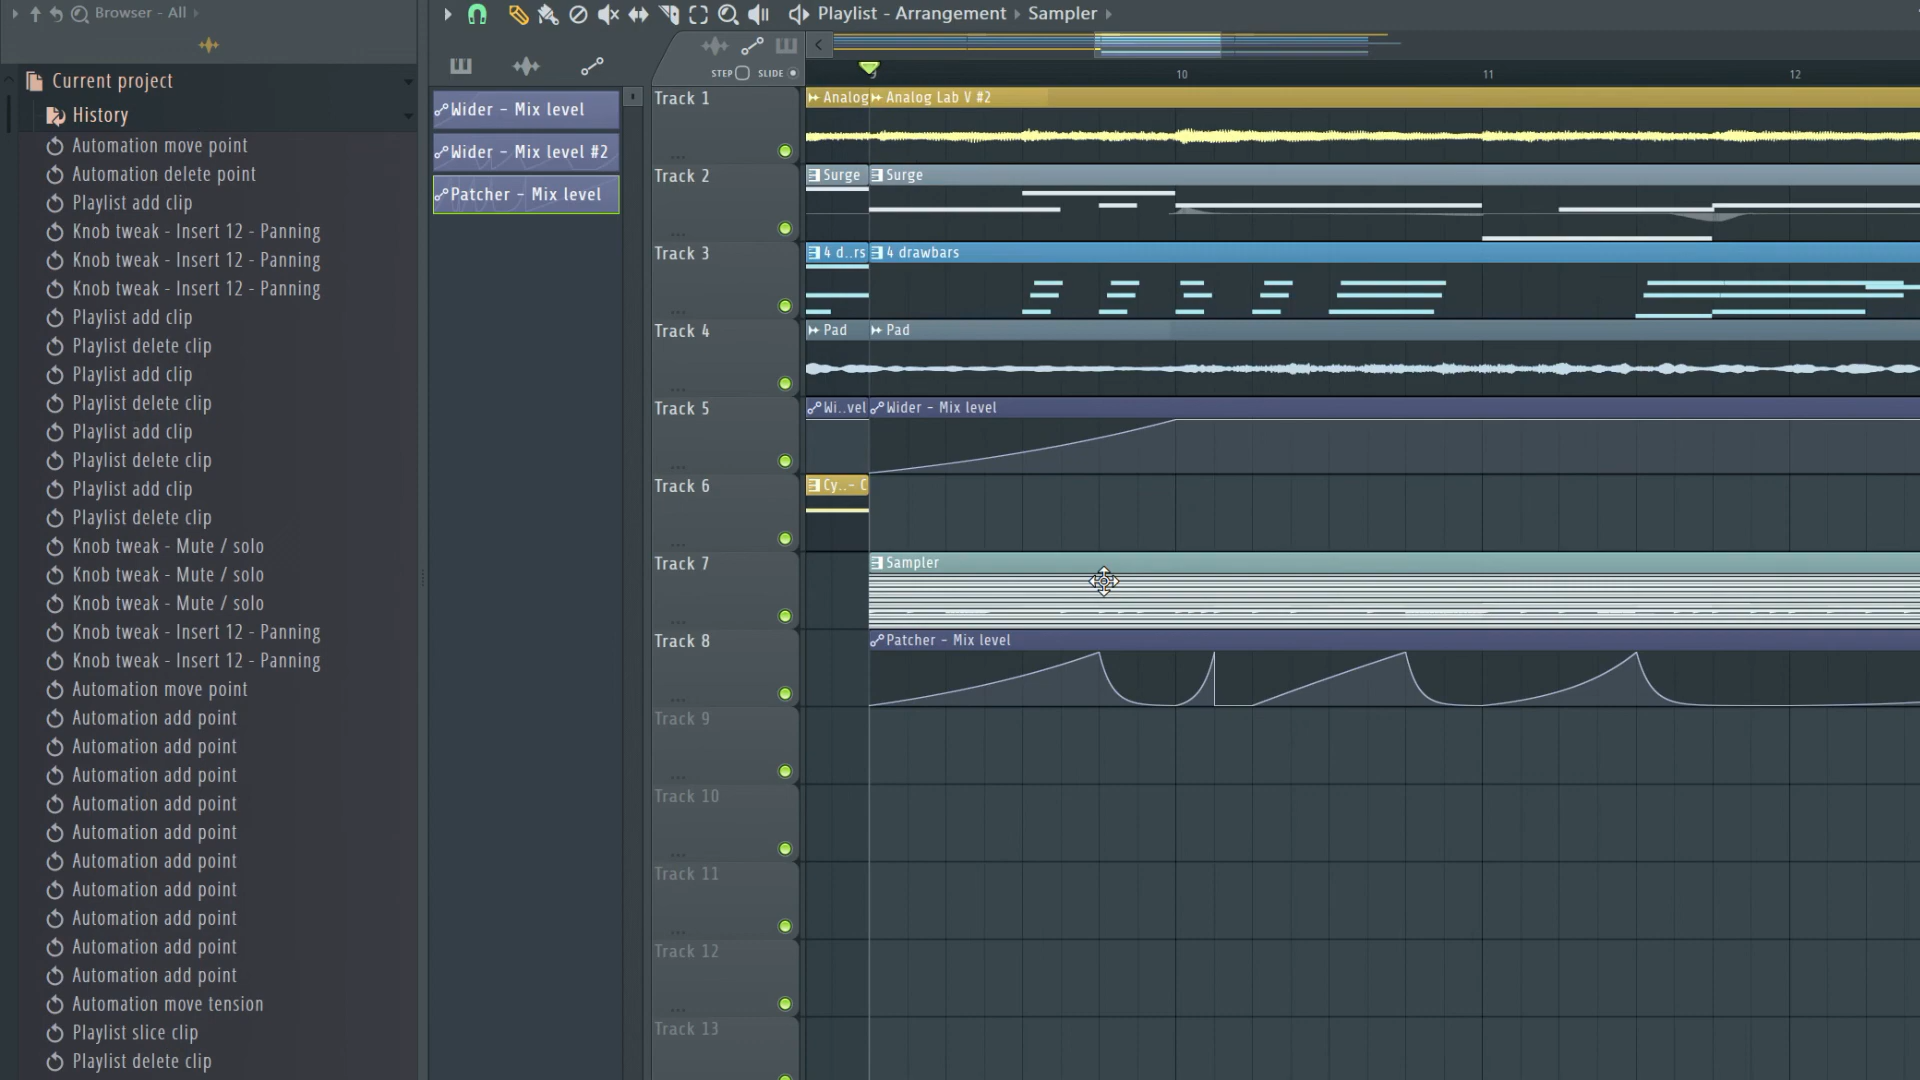 Browser - All
Playlist - Arrangement
Sampler
STEP
SLIDE
9
10
11
12
Current project
History
Automation move point
Automation delete point
Playlist add clip
Knob tweak - Insert 12 - Panning
Knob tweak - Insert 12 - Panning
Knob tweak - Insert 12 - Panning
Playlist add clip
Playlist delete clip
Playlist add clip
Playlist delete clip
Playlist add clip
Playlist delete clip
Playlist add clip
Playlist delete clip
Knob tweak - Mute / solo
Knob tweak - Mute / solo
Knob tweak - Mute / solo
Knob tweak - Insert 12 - Panning
Knob tweak - Insert 12 - Panning
Automation move point
Automation add point
Automation add point
Automation add point
Automation add point
Automation add point
Automation add point
Automation add point
Automation add point
Automation add point
Automation add point
Automation move tension
Playlist slice clip
Playlist delete clip
Wider - Mix level
Wider - Mix level #2
Patcher - Mix level
Track 1
Analog
Analog Lab V #2
Track 2
Surge
Surge
Track 3
4 d..rs
4 drawbars
Track 4
Pad
Pad
Track 5
Wi..vel
Wider - Mix level
Track 6
Cy..- C
Track 7
Sampler
Track 8
Patcher - Mix level
Track 9
Track 10
Track 11
Track 12
Track 13